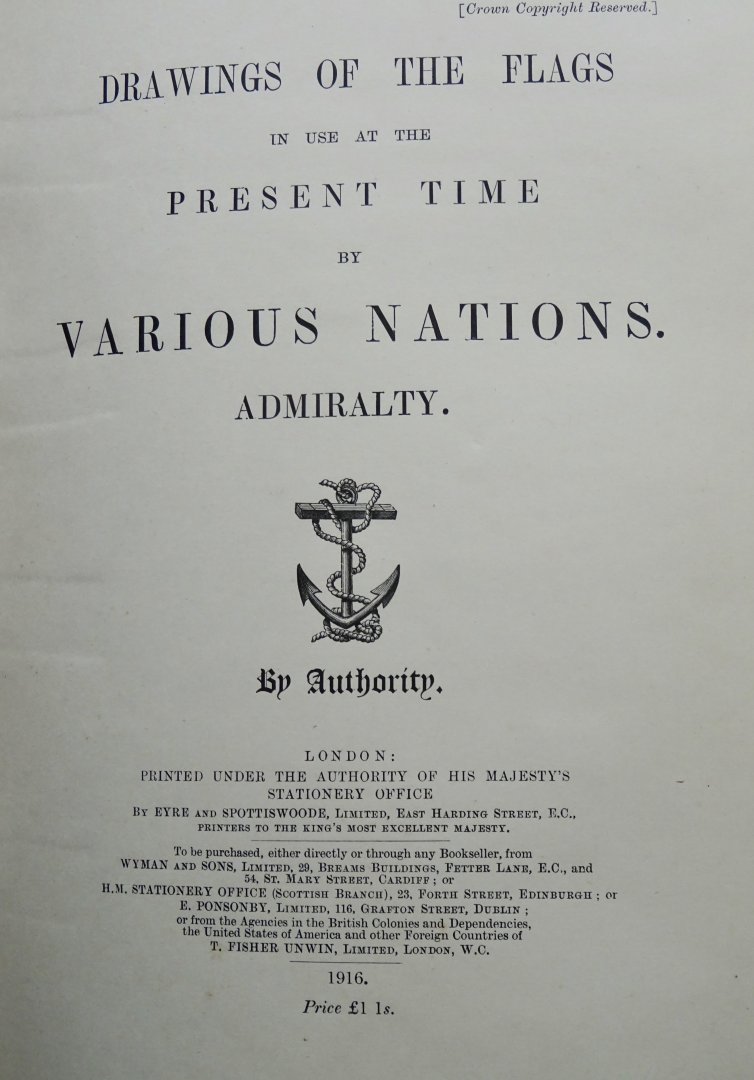 [Crown Copyright Reserved.]
DRAWINGS OF THE FLAGS
IN USE AT THE
PRESENT TIME
BY
VARIOUS NATIONS.
ADMIRALTY.
By Authority.
LONDON:
PRINTED UNDER THE AUTHORITY OF HIS MAJESTY'S
STATIONERY OFFICE
By EYRE AND SPOTTISWOODE, LIMITED, EAST HARDING STREET, E.C.,
PRINTERS TO THE KING'S MOST EXCELLENT MAJESTY.
To be purchased, either directly or through any Bookseller, from
WYMAN AND SONS, LIMITED, 29, BREAMS BUILDINGS, FETTER LANE, E.C., and
54, ST. MARY STREET, CARDIFF; or
H.M. STATIONERY OFFICE (SCOTTISH BRANCH), 23, FORTH STREET, EDINBURGH; or
E. PONSONBY, LIMITED, 116, GRAFTON STREET, DUBLIN;
or from the Agencies in the British Colonies and Dependencies,
the United States of America and other Foreign Countries of
T. FISHER UNWIN, LIMITED, LONDON, W.C.
1916.
Price £1 1s.